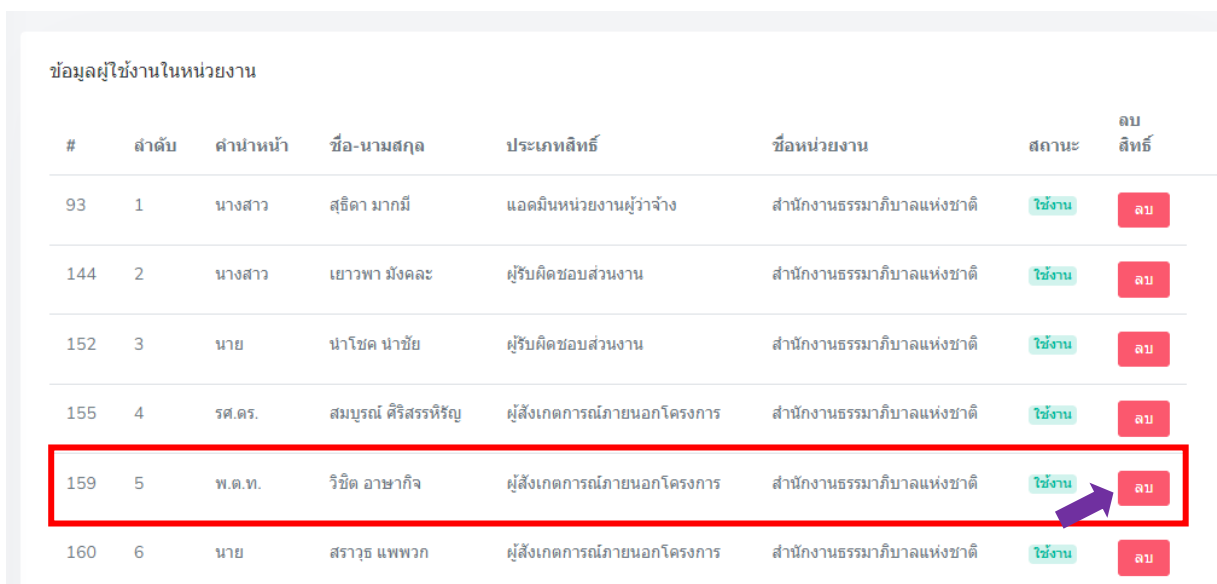 ข้อมูลผู้ใช้งานในหน่วยงาน
# ลำดับ คำนำหน้า ชื่อ-นามสกุล ประเภทสิทธิ์ ชื่อหน่วยงาน สถานะ ลบ สิทธิ์
93 1 นางสาว สุธิดา มากมี แอดมินหน่วยงานผู้ว่าจ้าง สำนักงานธรรมาภิบาลแห่งชาติ ใช้งาน ลบ
144 2 นางสาว เยาวพา มังคละ ผู้รับผิดชอบส่วนงาน สำนักงานธรรมาภิบาลแห่งชาติ ใช้งาน ลบ
152 3 นาย นำโชค นำชัย ผู้รับผิดชอบส่วนงาน สำนักงานธรรมาภิบาลแห่งชาติ ใช้งาน ลบ
155 4 รศ.ดร. สมบูรณ์ ศิริสรรหิรัญ ผู้สังเกตการณ์ภายนอกโครงการ สำนักงานธรรมาภิบาลแห่งชาติ ใช้งาน ลบ
159 5 พ.ต.ท. วิชิต อาษากิจ ผู้สังเกตการณ์ภายนอกโครงการ สำนักงานธรรมาภิบาลแห่งชาติ ใช้งาน ลบ
160 6 นาย สราวุธ แพพวก ผู้สังเกตการณ์ภายนอกโครงการ สำนักงานธรรมาภิบาลแห่งชาติ ใช้งาน ลบ